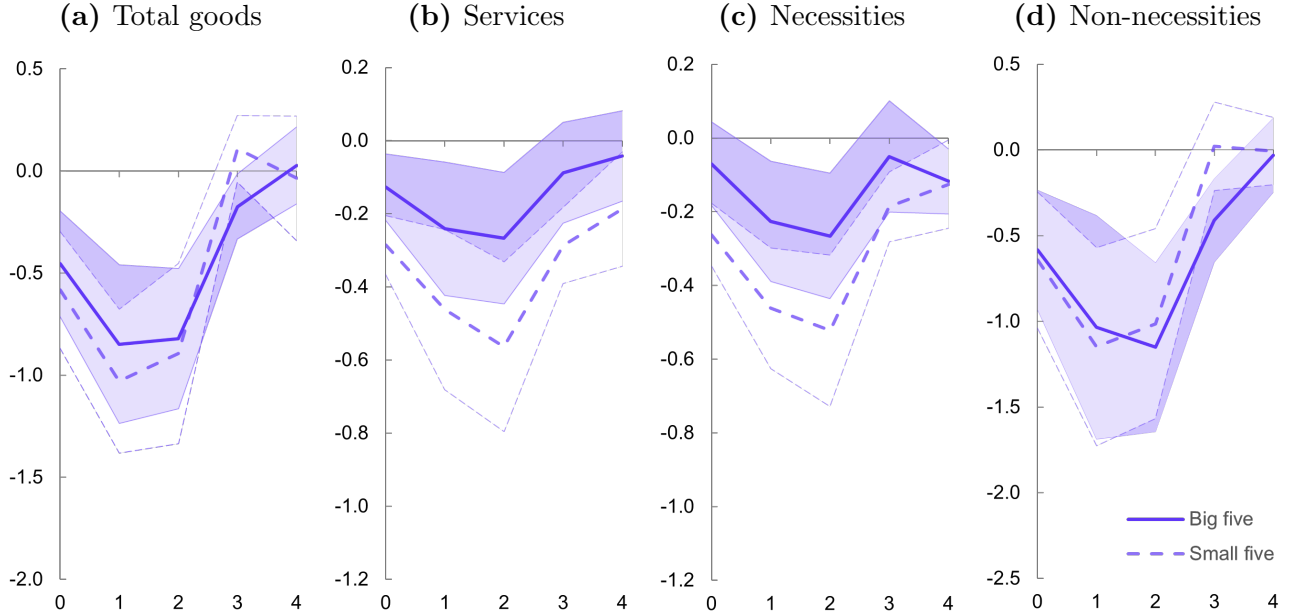 (a) Total goods
0.5
0.0
-0.5
-1.0
-1.5
-2.0
0 1 2 3 4
(b) Services
0.2
0.0
-0.2
-0.4
-0.6
-0.8
-1.0
-1.2
0 1 2 3 4
(c) Necessities
0.2
0.0
-0.2
-0.4
-0.6
-0.8
-1.0
-1.2
0 1 2 3 4
(d) Non-necessities
0.5
0.0
-0.5
-1.0
-1.5
-2.0
-2.5
0 1 2 3 4
Big five
Small five